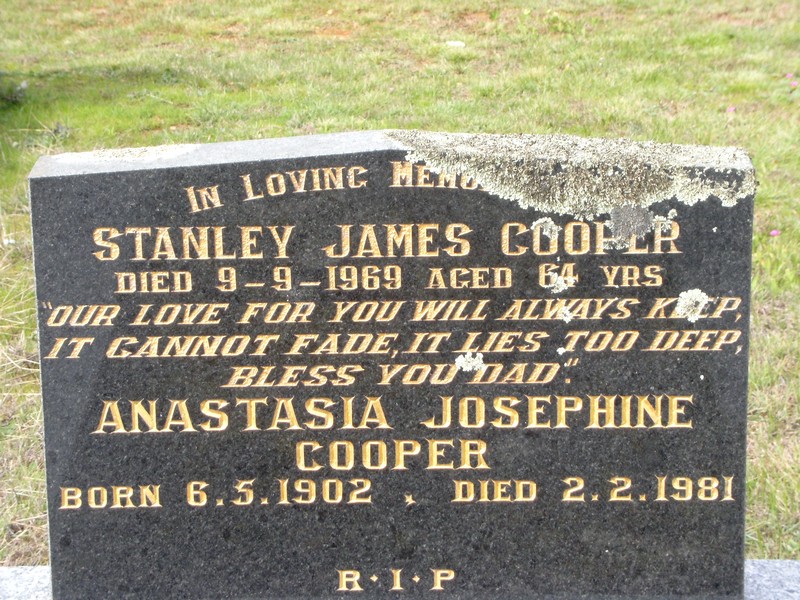 IN LOVING MEMO
STANLEY JAMES COOPER
DIED 9-9-1969 AGED 64 YRS
"OUR LOVE FOR YOU WILL ALWAYS KEEP,
IT CANNOT FADE, IT LIES TOO DEEP,
BLESS YOU DAD".
ANASTASIA JOSEPHINE
COOPER
BORN 6.5.1902, DIED 2.2.1981
R·I·P